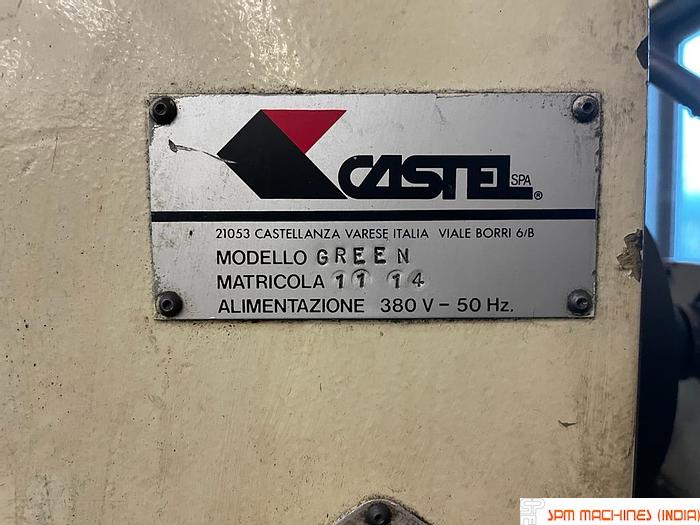 CASTEL SPA ®
21053 CASTELLANZA VARESE ITALIA VIALE BORRI 6/B
MODELLO GREEN
MATRICOLA 11 14
ALIMENTAZIONE 380 V – 50 Hz.
SPM MACHINES (INDIA)